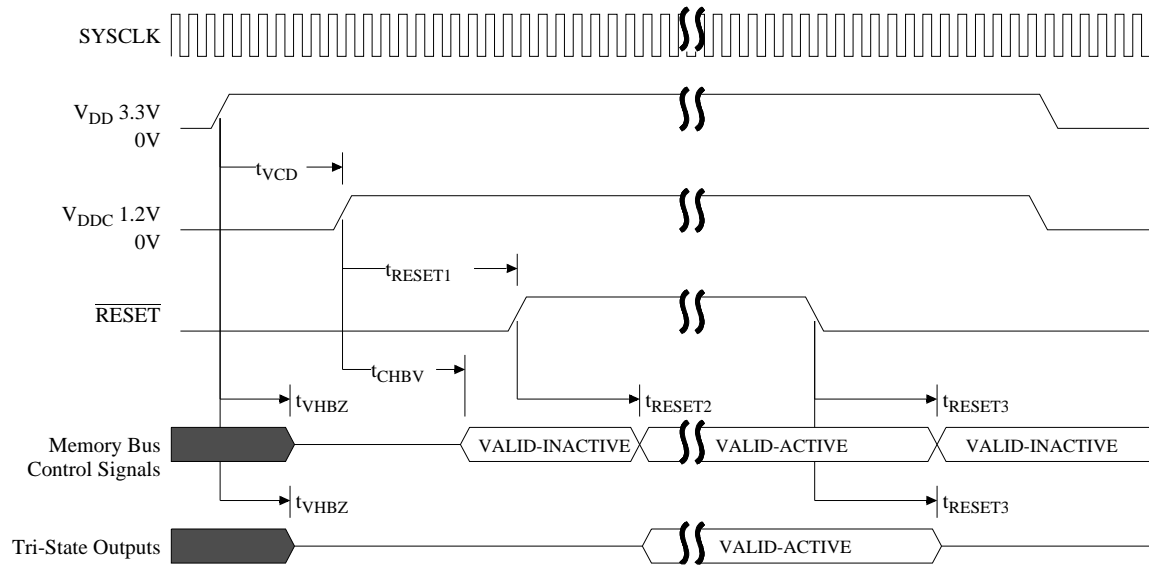 SYSCLK
VDD 3.3V
0V
tVCD
VDDC 1.2V
0V
tRESET1
RESET
tCHBV
tVHBZ
tRESET2
tRESET3
Memory Bus
Control Signals
VALID-INACTIVE
VALID-ACTIVE
VALID-INACTIVE
tVHBZ
tRESET3
Tri-State Outputs
VALID-ACTIVE